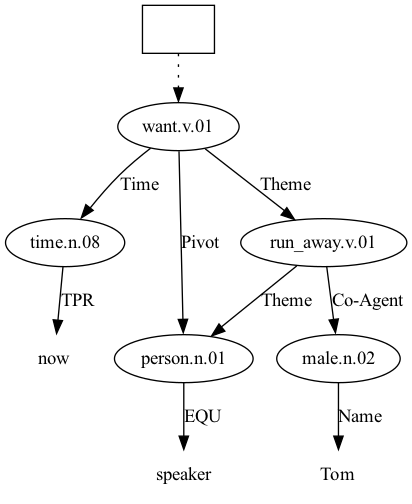 want.v.01
Time
Pivot
Theme
time.n.08
run_away.v.01
TPR
Theme
Co-Agent
now
person.n.01
male.n.02
EQU
Name
speaker
Tom